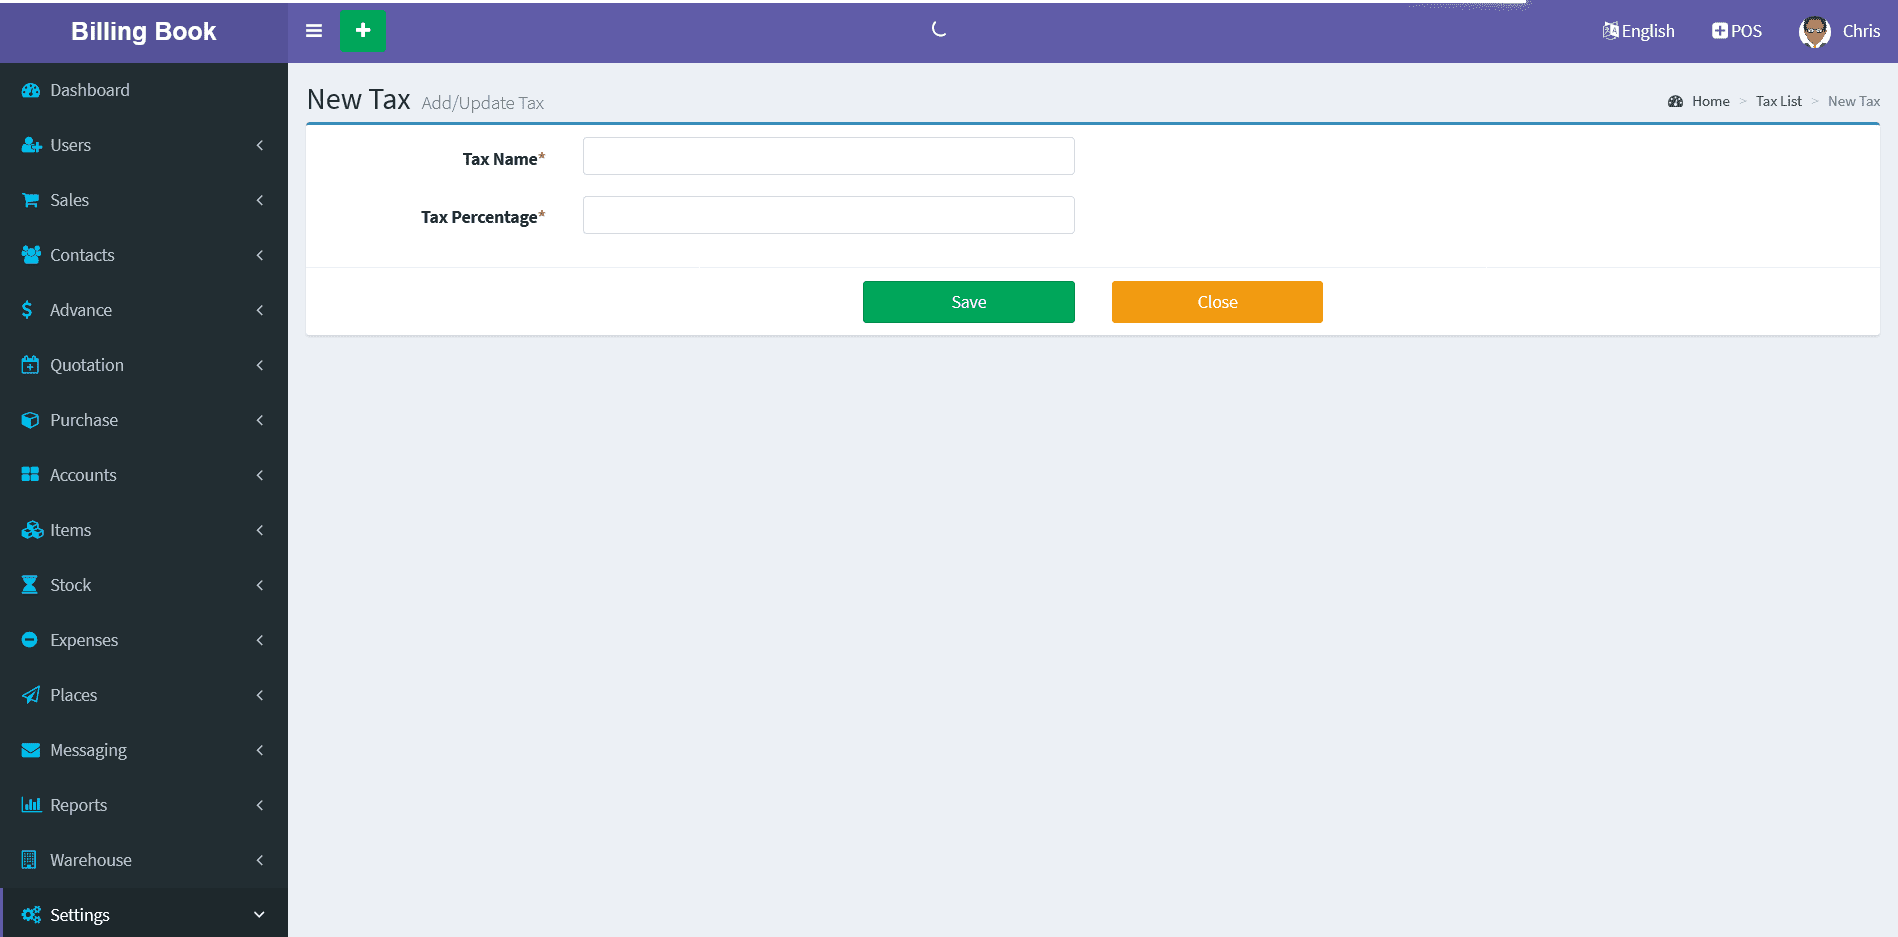 Billing Book
English
POS
Chris
Dashboard
Users
Sales
Contacts
Advance
Quotation
Purchase
Accounts
Items
Stock
Expenses
Places
Messaging
Reports
Warehouse
Settings
New Tax Add/Update Tax
Home > Tax List > New Tax
Tax Name*
Tax Percentage*
Save
Close